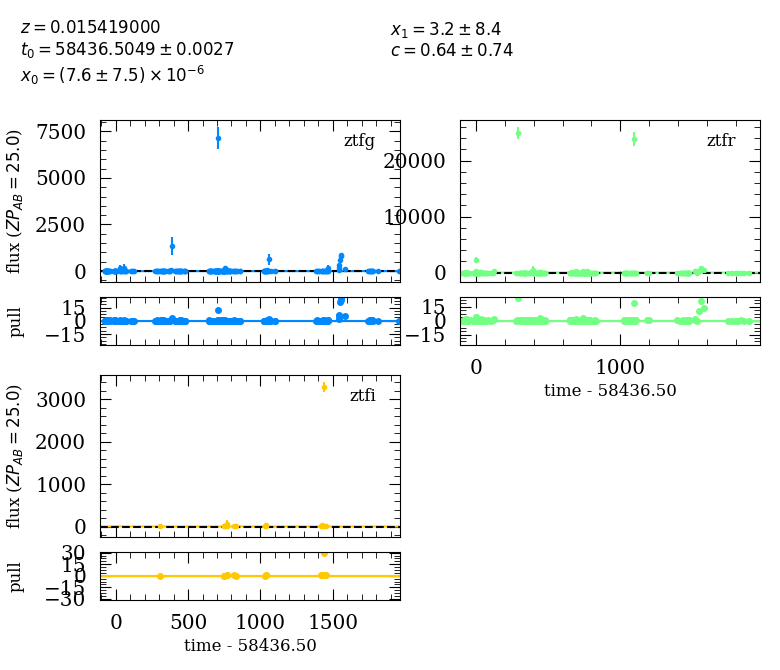 z = 0.015419000
t₀ = 58436.5049 ± 0.0027
x₀ = (7.6 ± 7.5) × 10⁻⁶
x₁ = 3.2 ± 8.4
c = 0.64 ± 0.74
ztfg
7500
5000
2500
0
flux (ZP_AB = 25.0)
15
−15
pull
ztfr
20000
10000
0
15
−15
0
1000
time - 58436.50
ztfi
3000
2000
1000
0
flux (ZP_AB = 25.0)
30
15
0
−15
−30
pull
0
500
1000
1500
time - 58436.50